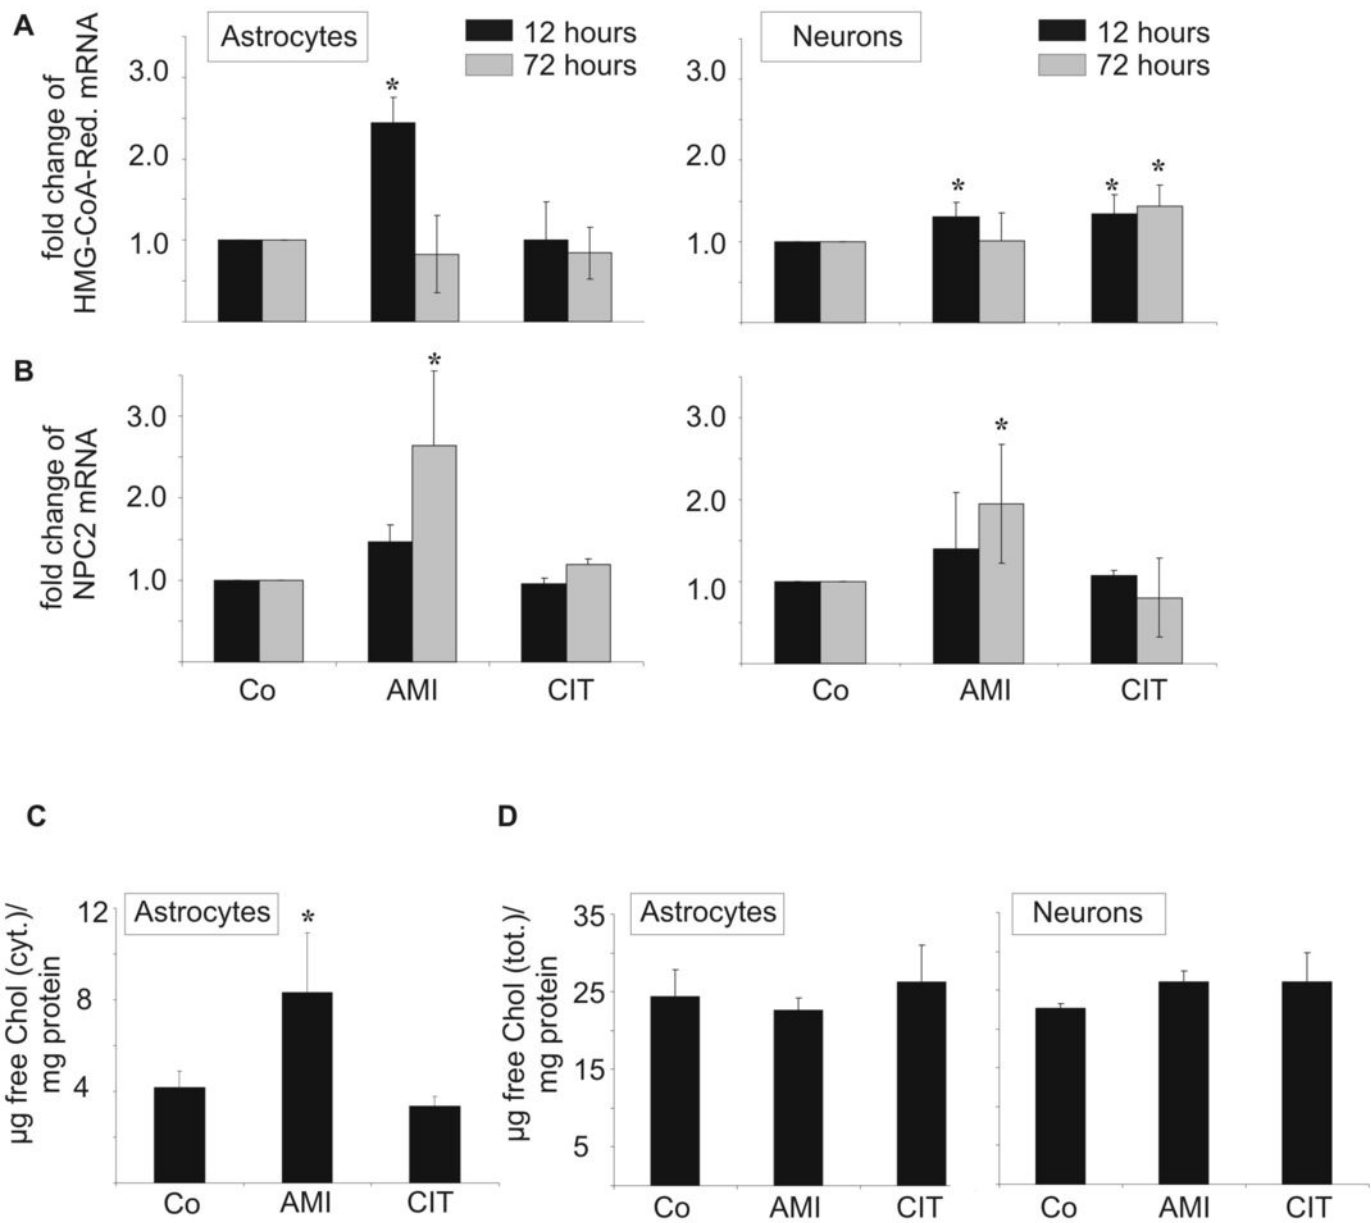 A
fold change of
HMG-CoA-Red. mRNA
3.0
2.0
1.0
Astrocytes
12 hours
72 hours
*
3.0
2.0
1.0
Neurons
12 hours
72 hours
*
*
*
B
fold change of
NPC2 mRNA
3.0
2.0
1.0
*
Co AMI CIT
3.0
2.0
1.0
*
Co AMI CIT
C
µg free Chol (cyt.)/
mg protein
12
8
4
Astrocytes
*
Co AMI CIT
D
µg free Chol (tot.)/
mg protein
35
25
15
5
Astrocytes
Co AMI CIT
Neurons
Co AMI CIT